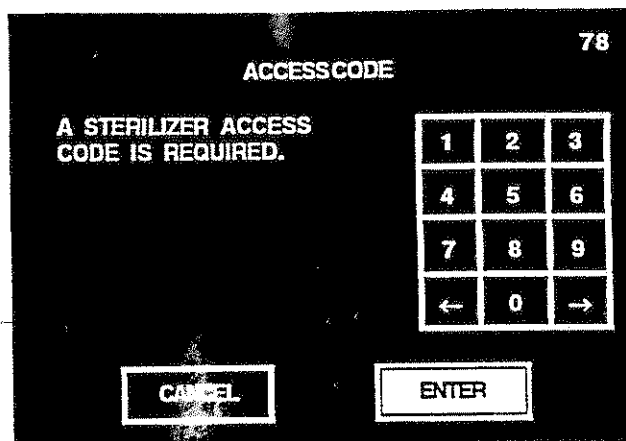 78
ACCESS CODE
A STERILIZER ACCESS
CODE IS REQUIRED.
1 2 3
4 5 6
7 8 9
← 0 →
CANCEL
ENTER